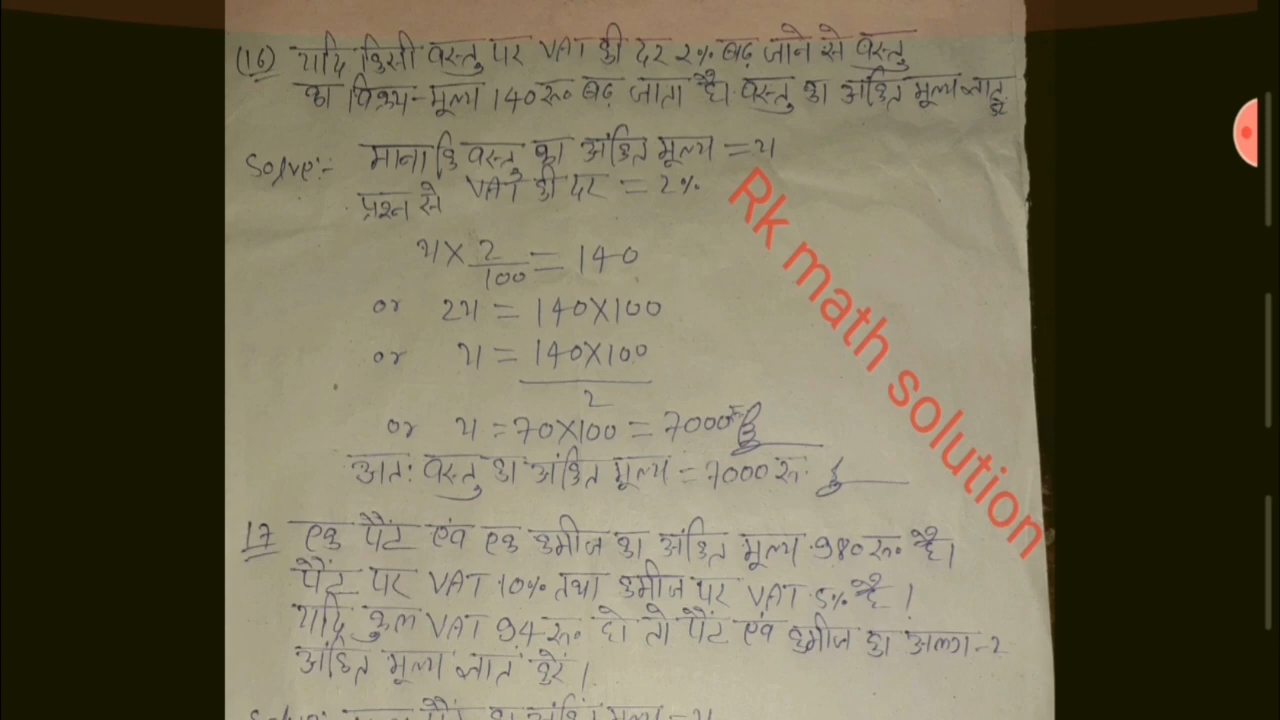 (16) यदि किसी वस्तु पर VAT की दर 2% बढ़ जाने से वस्तु
का विक्रय-मूल्य 140 रू० बढ़ जाता है। वस्तु का अंकित मूल्य ज्ञात करें
Solve:- माना कि वस्तु का अंकित मूल्य = x
प्रश्न से VAT की दर = 2%
x × 2/100 = 140
or 2x = 140×100
or x = 140×100/2
or x = 70×100 = 7000 रू
अत: वस्तु का अंकित मूल्य = 7000 रू
17 एक पैंट एवं एक कमीज का अंकित मूल्य 980 रू० है।
पैंट पर VAT 10% तथा कमीज पर VAT 5% है।
यदि कुल VAT 94 रू० हो तो पैंट एवं कमीज का अलग-2
अंकित मूल्य ज्ञात करें।
Solve: पैंट का अंकित मूल्य = x
Rk math solution